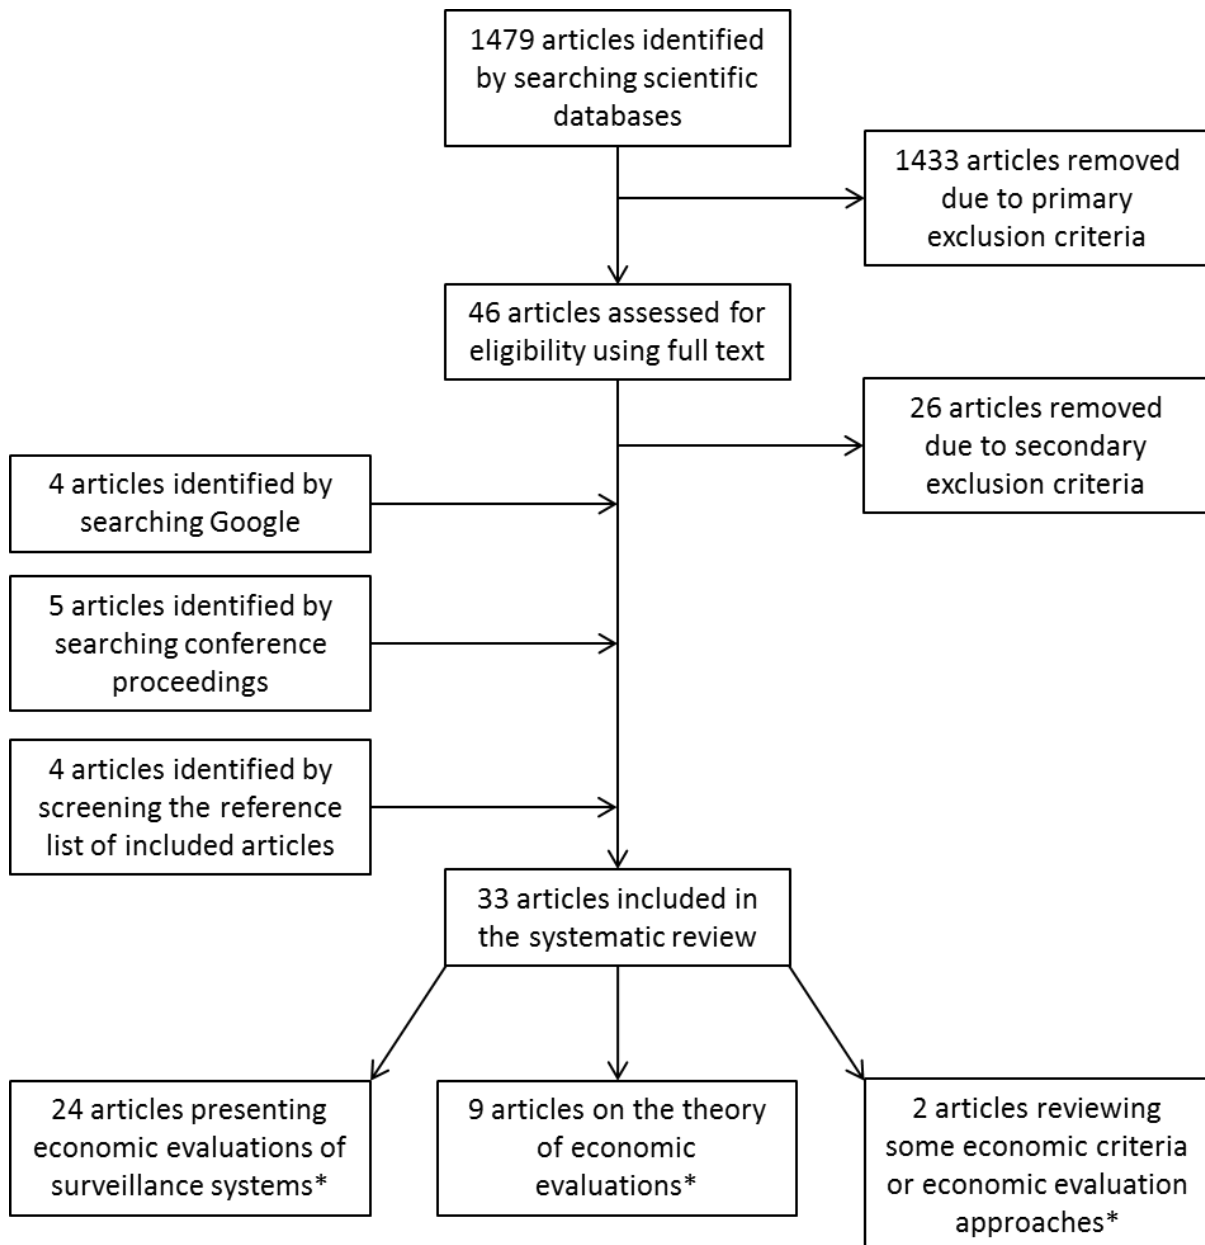 1479 articles identified
by searching scientific
databases
1433 articles removed
due to primary
exclusion criteria
46 articles assessed for
eligibility using full text
26 articles removed
due to secondary
exclusion criteria
4 articles identified by
searching Google
5 articles identified by
searching conference
proceedings
4 articles identified by
screening the reference
list of included articles
33 articles included in
the systematic review
24 articles presenting
economic evaluations of
surveillance systems*
9 articles on the theory
of economic
evaluations*
2 articles reviewing
some economic criteria
or economic evaluation
approaches*